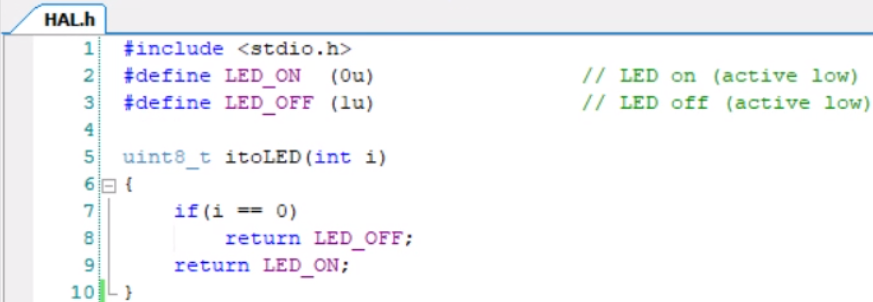 HAL.h
1 #include <stdio.h>
2 #define LED_ON (0u) // LED on (active low)
3 #define LED_OFF (1u) // LED off (active low)
4
5 uint8_t itoLED(int i)
6 {
7 if(i == 0)
8 return LED_OFF;
9 return LED_ON;
10 }